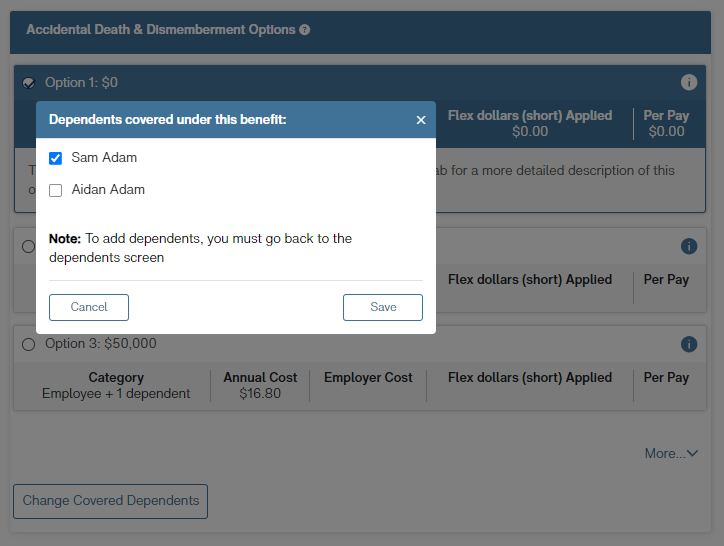 Accidental Death & Dismemberment Options ?
Option 1: $0
i
Dependents covered under this benefit:
×
Flex dollars (short) Applied
Per Pay
$0.00
$0.00
Sam Adam
ab for a more detailed description of this
Aidan Adam
Note: To add dependents, you must go back to the
dependents screen
i
Flex dollars (short) Applied
Per Pay
Cancel
Save
Option 3: $50,000
i
Category
Annual Cost
Employer Cost
Flex dollars (short) Applied
Per Pay
Employee + 1 dependent
$16.80
More...
Change Covered Dependents